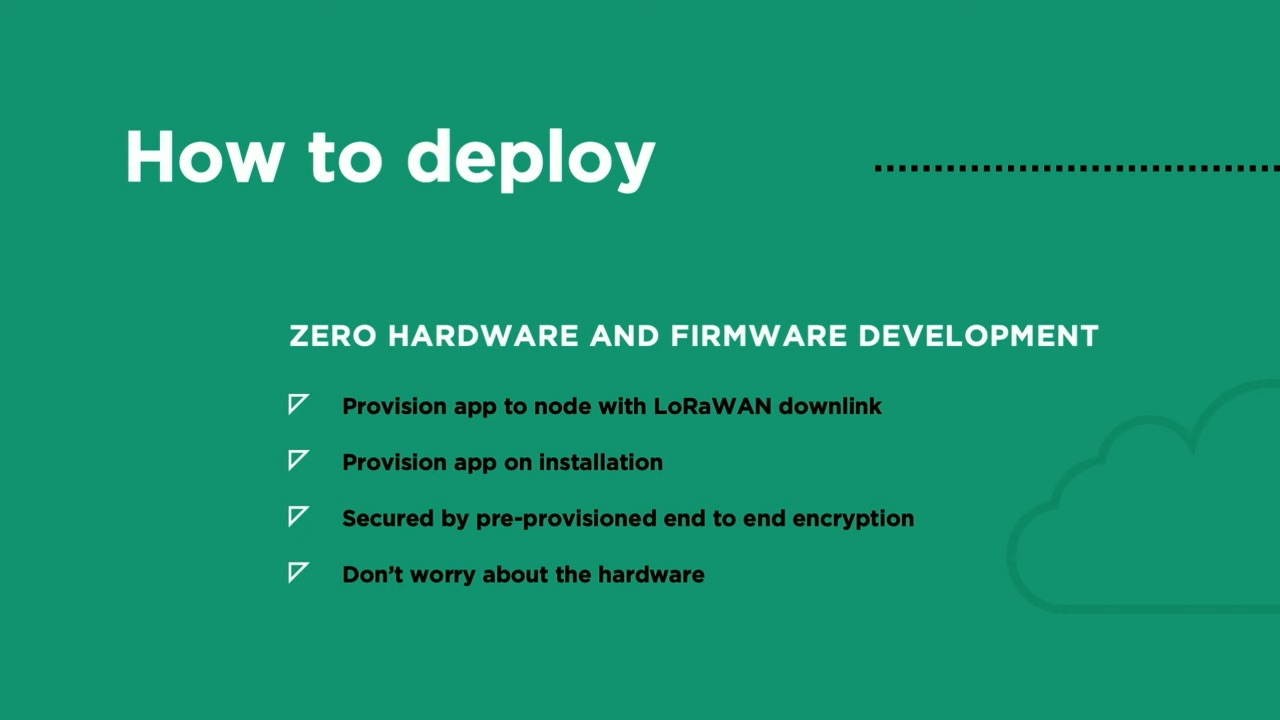 How to deploy
ZERO HARDWARE AND FIRMWARE DEVELOPMENT
Provision app to node with LoRaWAN downlink
Provision app on installation
Secured by pre-provisioned end to end encryption
Don’t worry about the hardware